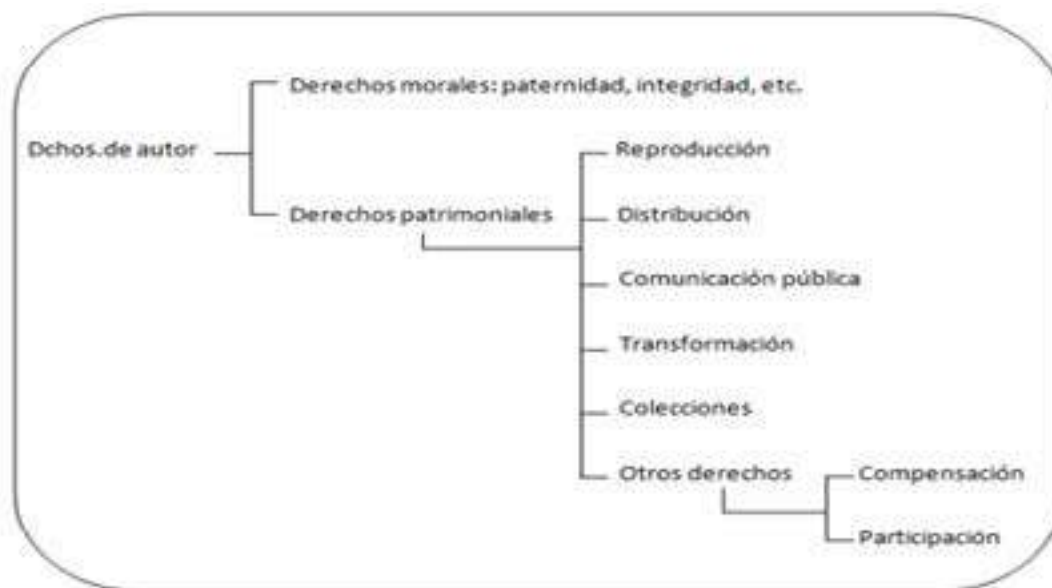 Derechos morales: paternidad, integridad, etc.
Dchos.de autor
Derechos patrimoniales
Reproducción
Distribución
Comunicación pública
Transformación
Colecciones
Otros derechos
Compensación
Participación